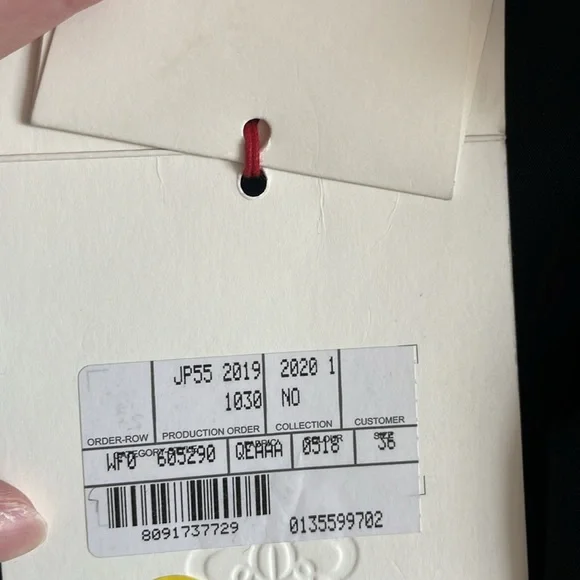 JP55 2019 2020 1
1030 NO
ORDER-ROW PRODUCTION ORDER COLLECTION CUSTOMER
WF0 605290 QEAAA 0518 36
8091737729 0135599702